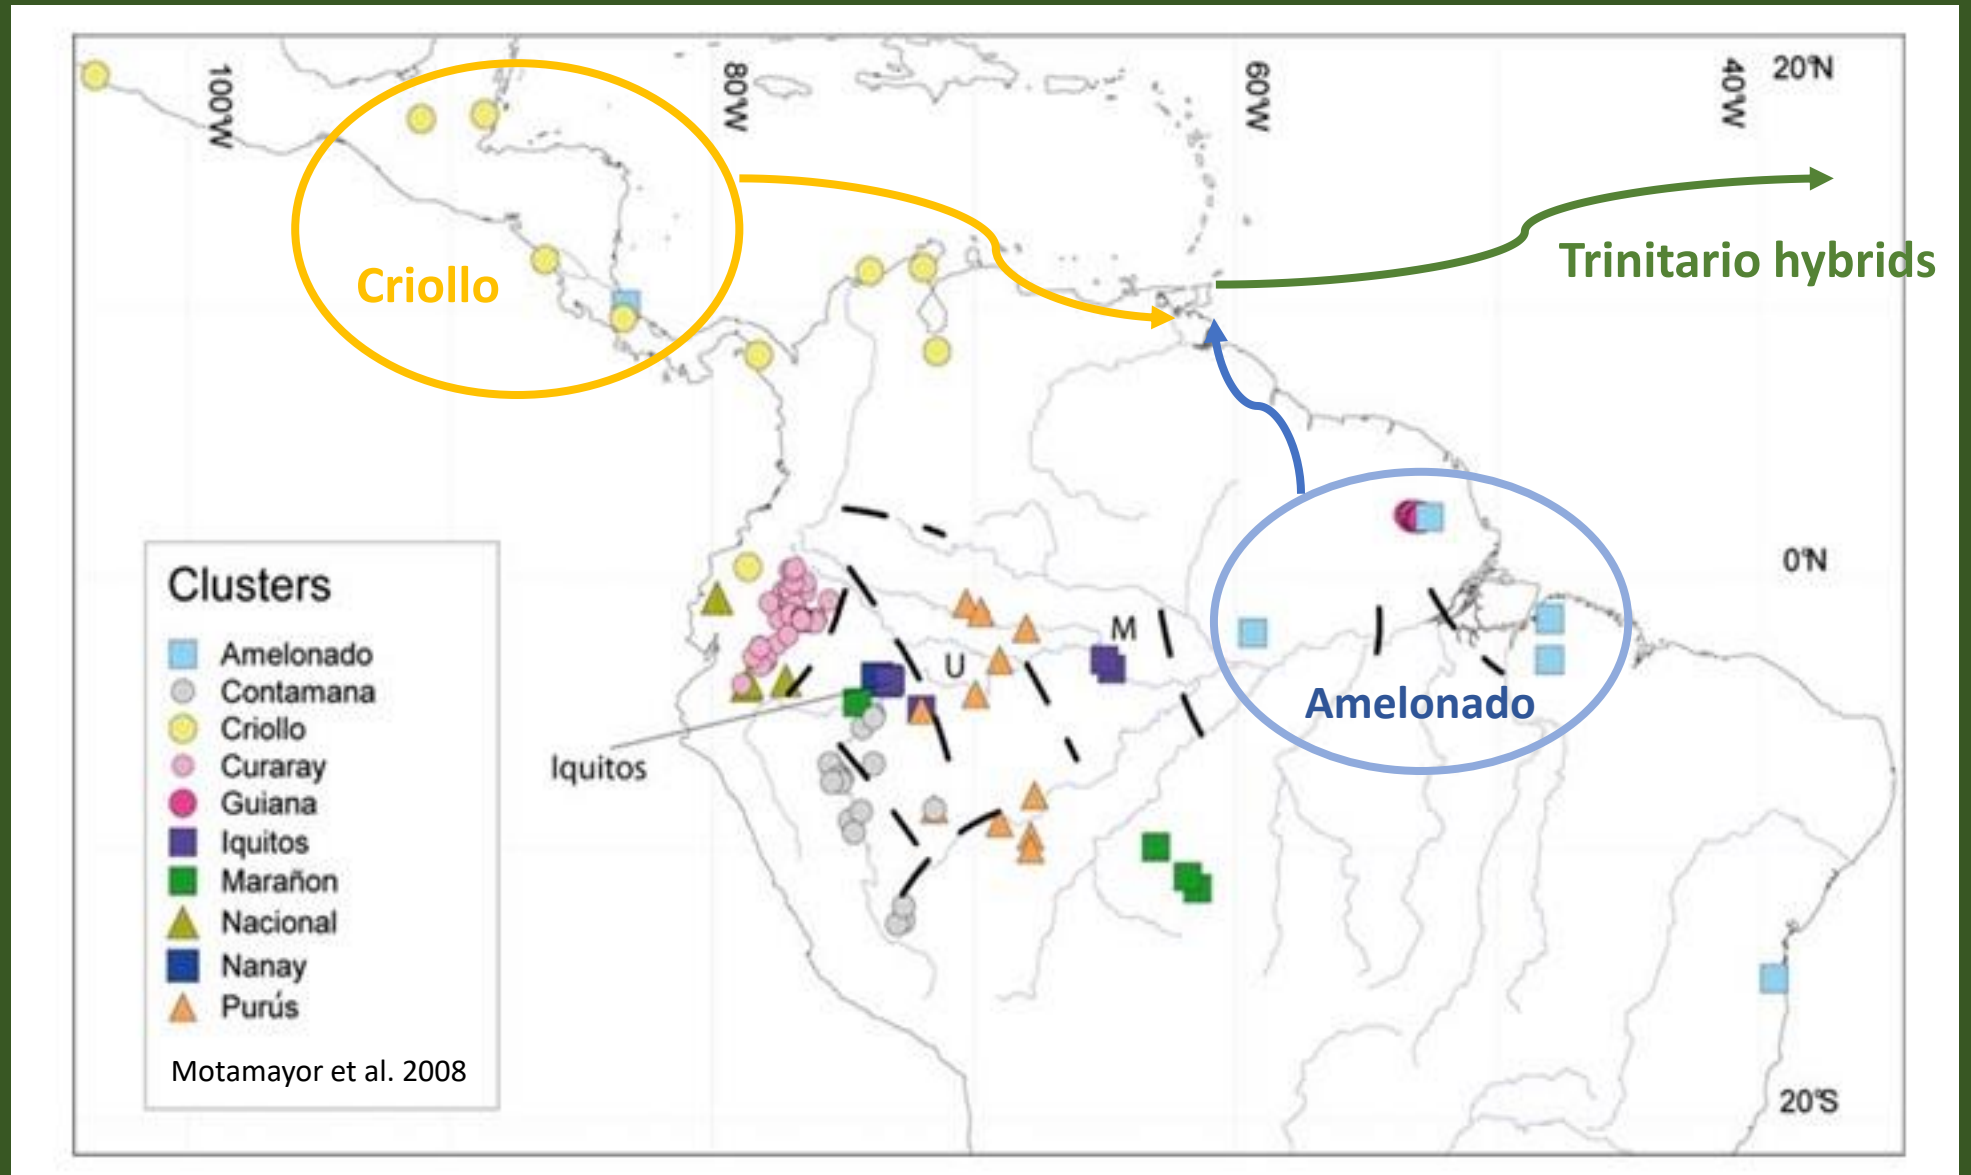 100°W
80°W
60°W
40°W
20°N
Criollo
Trinitario hybrids
0°N
Clusters
Amelonado
Contamana
Criollo
Curaray
Guiana
Iquitos
Marañon
Nacional
Nanay
Purús
Motamayor et al. 2008
M
U
Amelonado
Iquitos
20°S